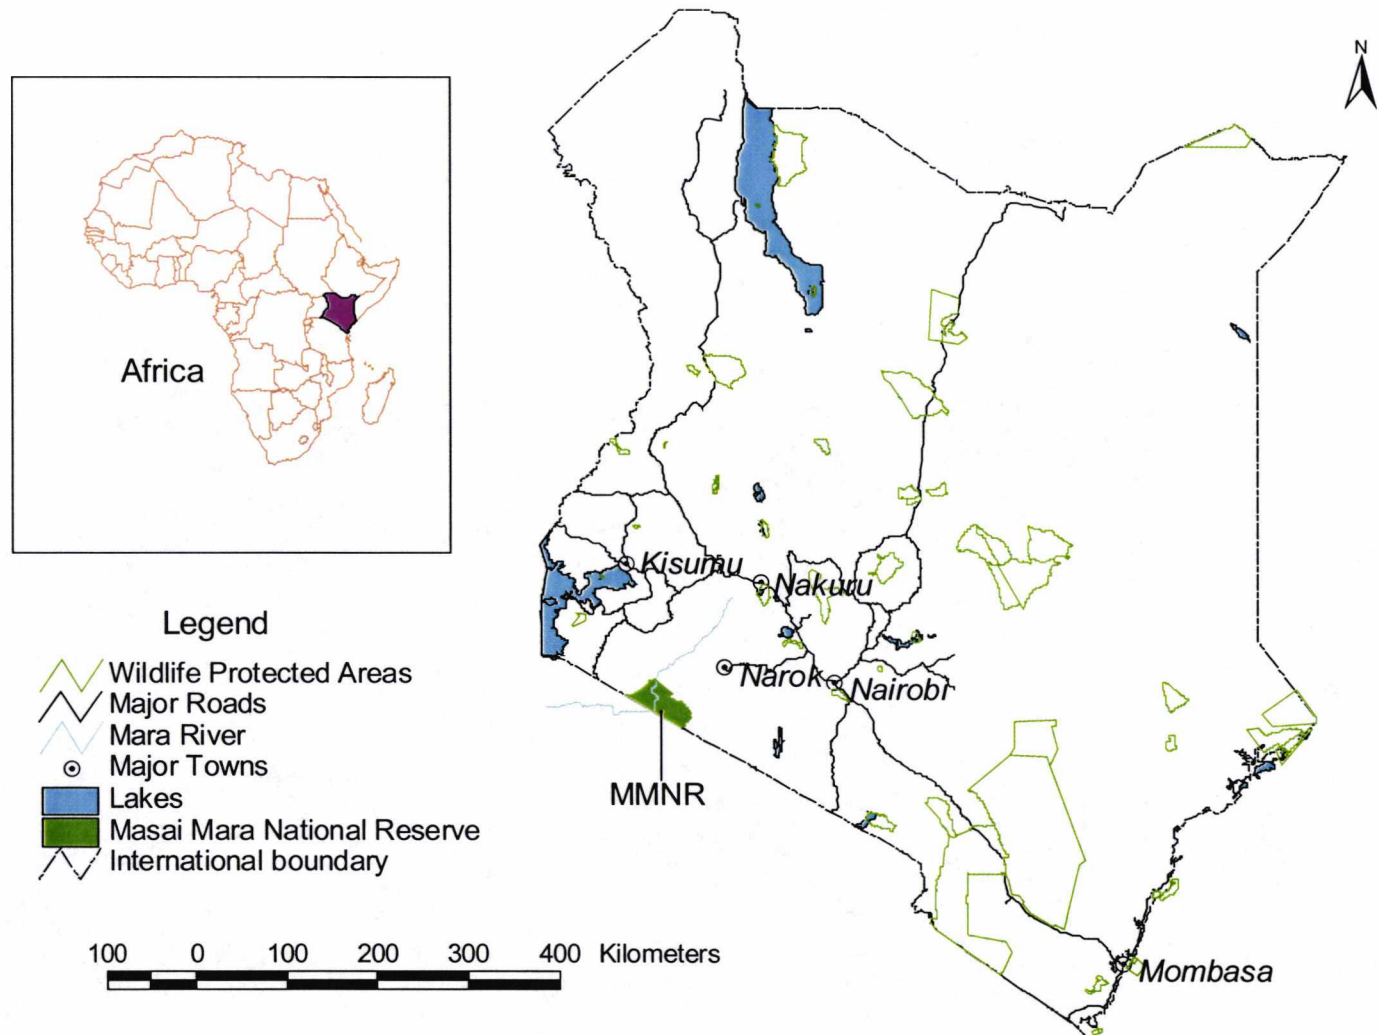 N
Africa
Kisumu
Nakuru
Narok
Nairobi
MMNR
Mombasa
Legend
Wildlife Protected Areas
Major Roads
Mara River
Major Towns
Lakes
Masai Mara National Reserve
International boundary
100 0 100 200 300 400 Kilometers